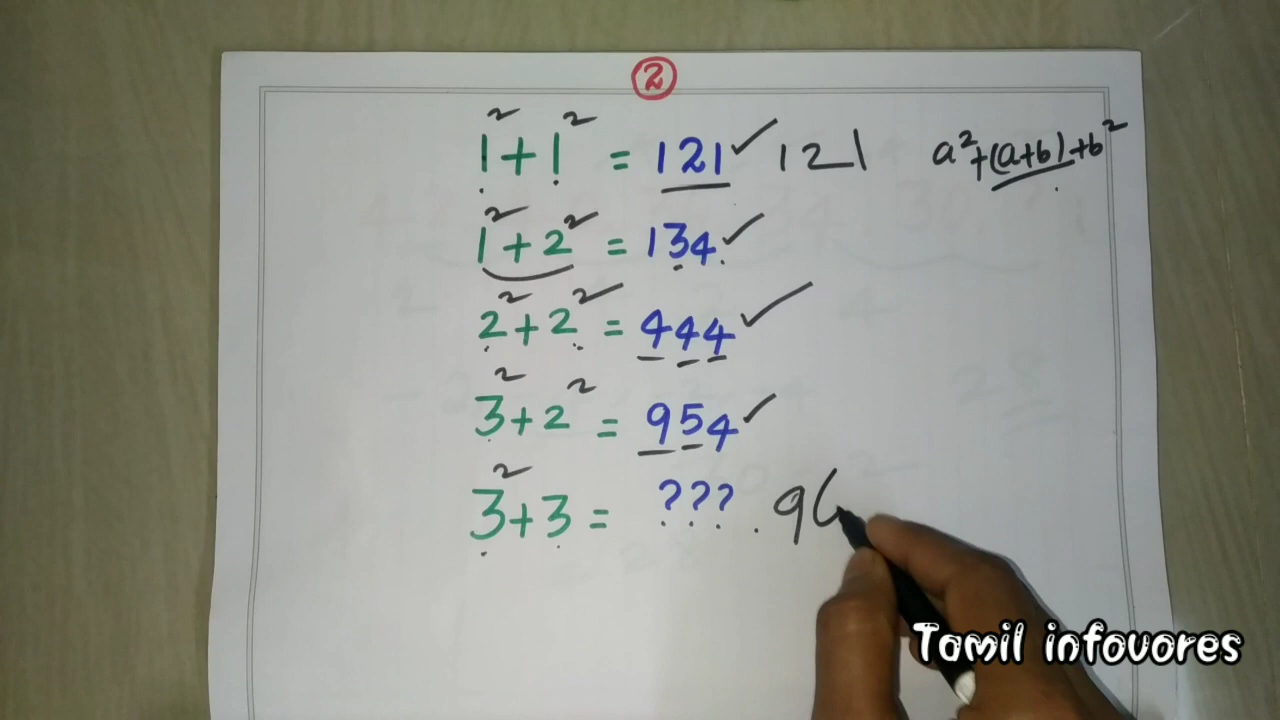 ②
1² + 1² = 121 ✓ 121 a² + (a+b) + b²
1² + 2² = 134 ✓
2² + 2² = 444 ✓
3² + 2² = 954 ✓
3² + 3 = ??? . 96
Tamil infovores